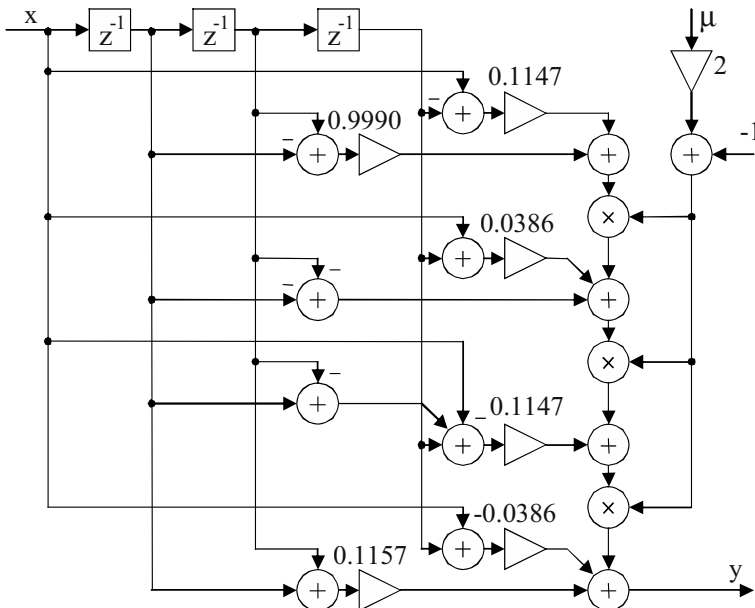 x
z⁻¹
z⁻¹
z⁻¹
μ
2
0.1147
−
0.9990
−
-1
×
0.0386
−
−
×
−
−0.1147
×
-0.0386
0.1157
y